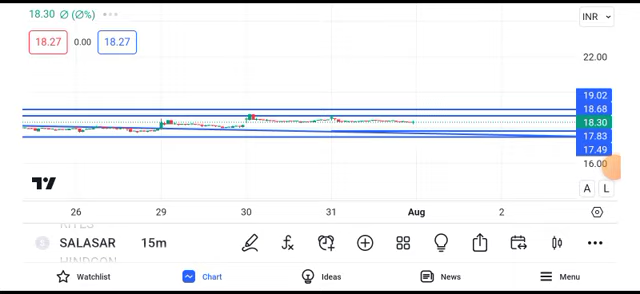 18.30 ∅ (∅%)
INR
18.27 0.00 18.27
22.00
19.02
18.68
18.30
17.83
17.49
16.00
A L
26 29 30 31 Aug 2
RITES
SALASAR 15m
HINDCON
Watchlist Chart Ideas News Menu